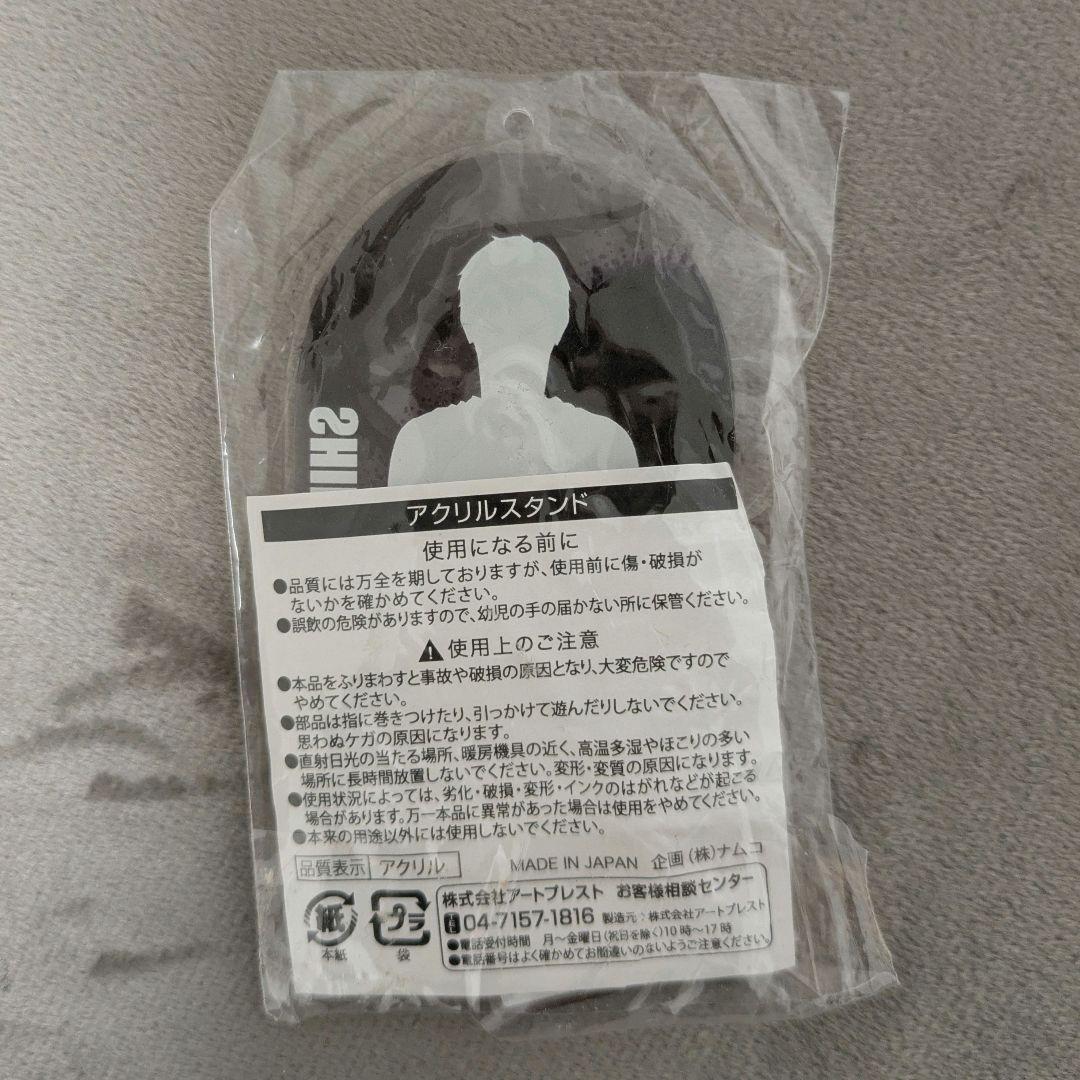 SHI
アクリルスタンド
使用になる前に
●品質には万全を期しておりますが、使用前に傷・破損が
ないかを確かめてください。
●誤飲の危険がありますので、幼児の手の届かない所に保管ください。
使用上のご注意
●本品をふりまわすと事故や破損の原因となり、大変危険ですので
やめてください。
●部品は指に巻きつけたり、引っかけて遊んだりしないでください。
思わぬケガの原因になります。
●直射日光の当たる場所、暖房機具の近く、高温多湿やほこりの多い
場所に長時間放置しないでください。変形・変質の原因になります。
●使用状況によっては、劣化・破損・変形・インクのはがれなどが起こる
場合があります。万一本品に異常があった場合は使用をやめてください。
●本来の用途以外には使用しないでください。
品質表示 アクリル MADE IN JAPAN 企画 (株)ナムコ
紙 本紙
プラ 袋
株式会社アートプレスト お客様相談センター
04-7157-1816 製造元:株式会社アートプレスト
●電話受付時間 月〜金曜日(祝日を除く)10時〜17時
●電話番号はよく確かめてお間違いのないようご注意ください。